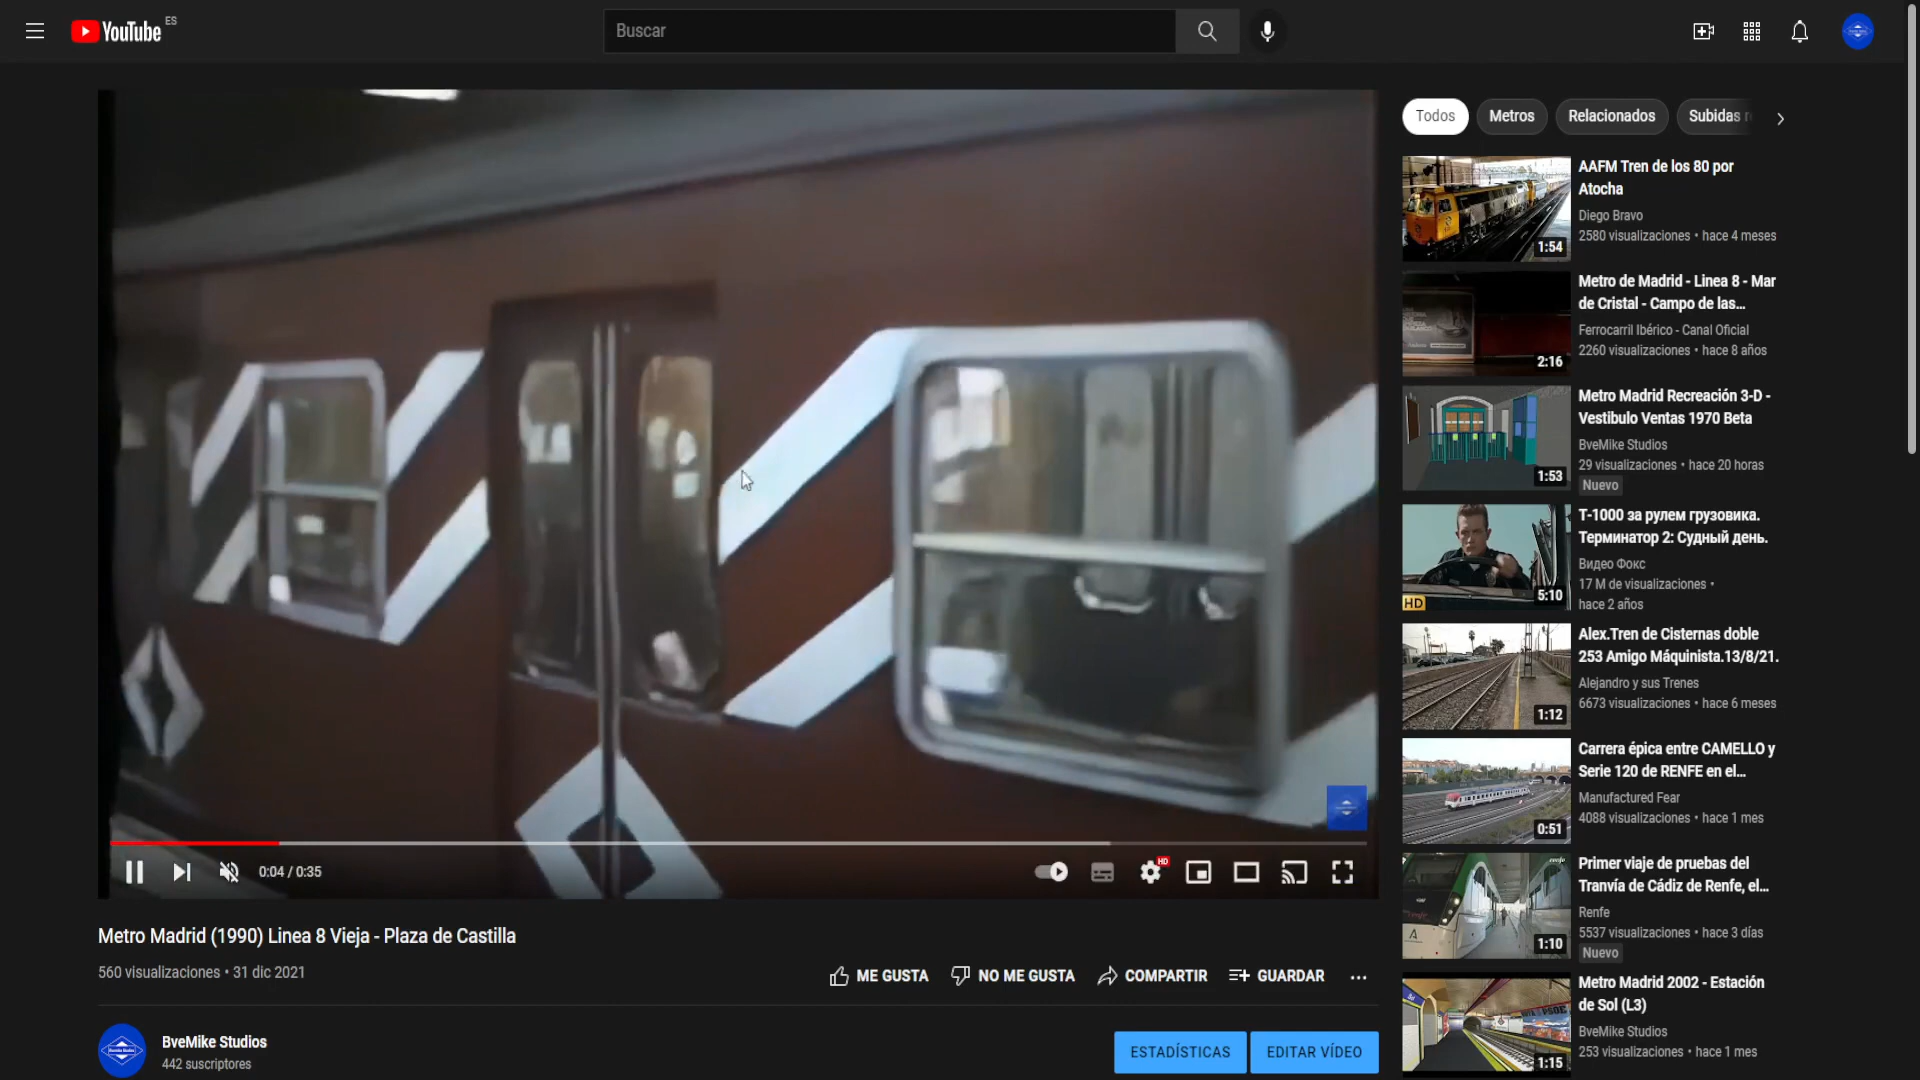 YouTube ES
Buscar
Todos
Metros
Relacionados
Subidas
AAFM Tren de los 80 por
Atocha
Diego Bravo
2580 visualizaciones • hace 4 meses
1:54
Metro de Madrid - Linea 8 - Mar
de Cristal - Campo de las...
Ferrocarril Ibérico - Canal Oficial
2260 visualizaciones • hace 8 años
2:16
Metro Madrid Recreación 3-D -
Vestibulo Ventas 1970 Beta
BveMike Studios
29 visualizaciones • hace 20 horas
Nuevo
1:53
Т-1000 за рулем грузовика.
Терминатор 2: Судный день.
Видео Фокс
17 M de visualizaciones •
hace 2 años
HD
5:10
Alex.Tren de Cisternas doble
253 Amigo Máquinista.13/8/21.
Alejandro y sus Trenes
6673 visualizaciones • hace 6 meses
1:12
Carrera épica entre CAMELLO y
Serie 120 de RENFE en el...
Manufactured Fear
4088 visualizaciones • hace 1 mes
0:51
Primer viaje de pruebas del
Tranvía de Cádiz de Renfe, el...
Renfe
5537 visualizaciones • hace 3 días
Nuevo
1:10
Metro Madrid 2002 - Estación
de Sol (L3)
BveMike Studios
253 visualizaciones • hace 1 mes
1:15
0:04 / 0:35
HD
Metro Madrid (1990) Linea 8 Vieja - Plaza de Castilla
560 visualizaciones • 31 dic 2021
ME GUSTA
NO ME GUSTA
COMPARTIR
GUARDAR
BveMike Studios
442 suscriptores
ESTADÍSTICAS
EDITAR VÍDEO